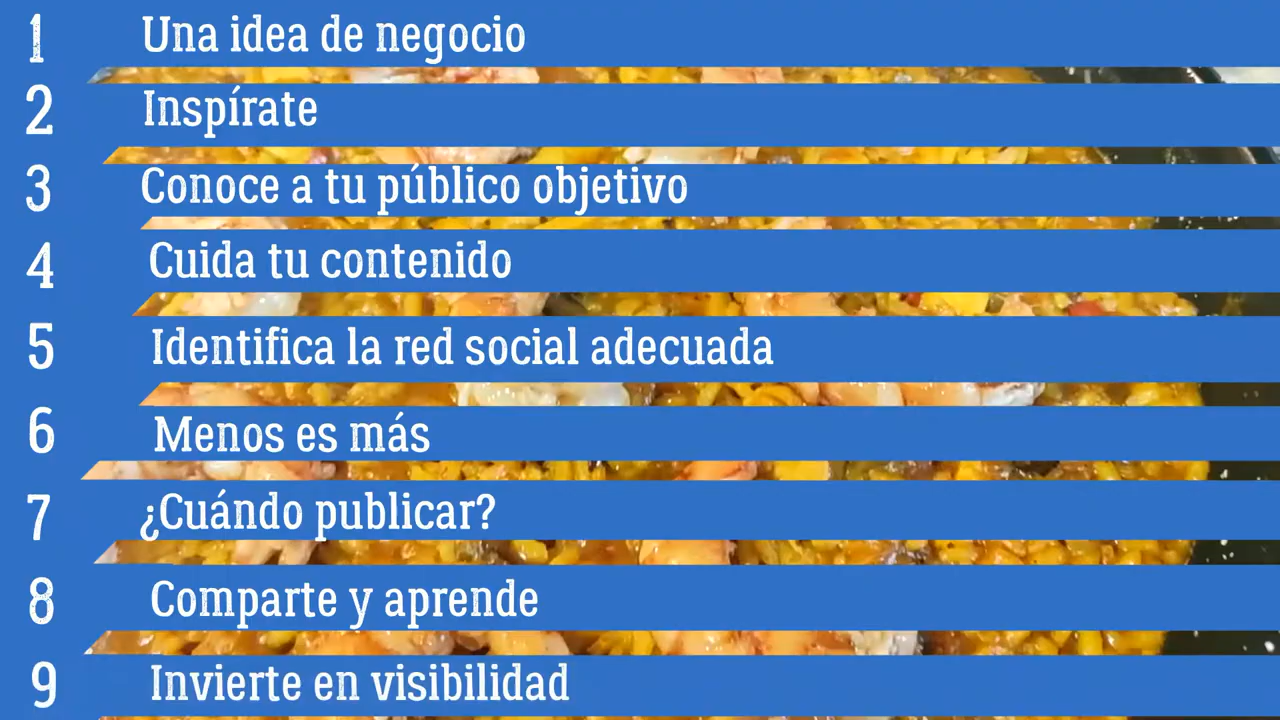 1 Una idea de negocio
2 Inspírate
3 Conoce a tu público objetivo
4 Cuida tu contenido
5 Identifica la red social adecuada
6 Menos es más
7 ¿Cuándo publicar?
8 Comparte y aprende
9 Invierte en visibilidad